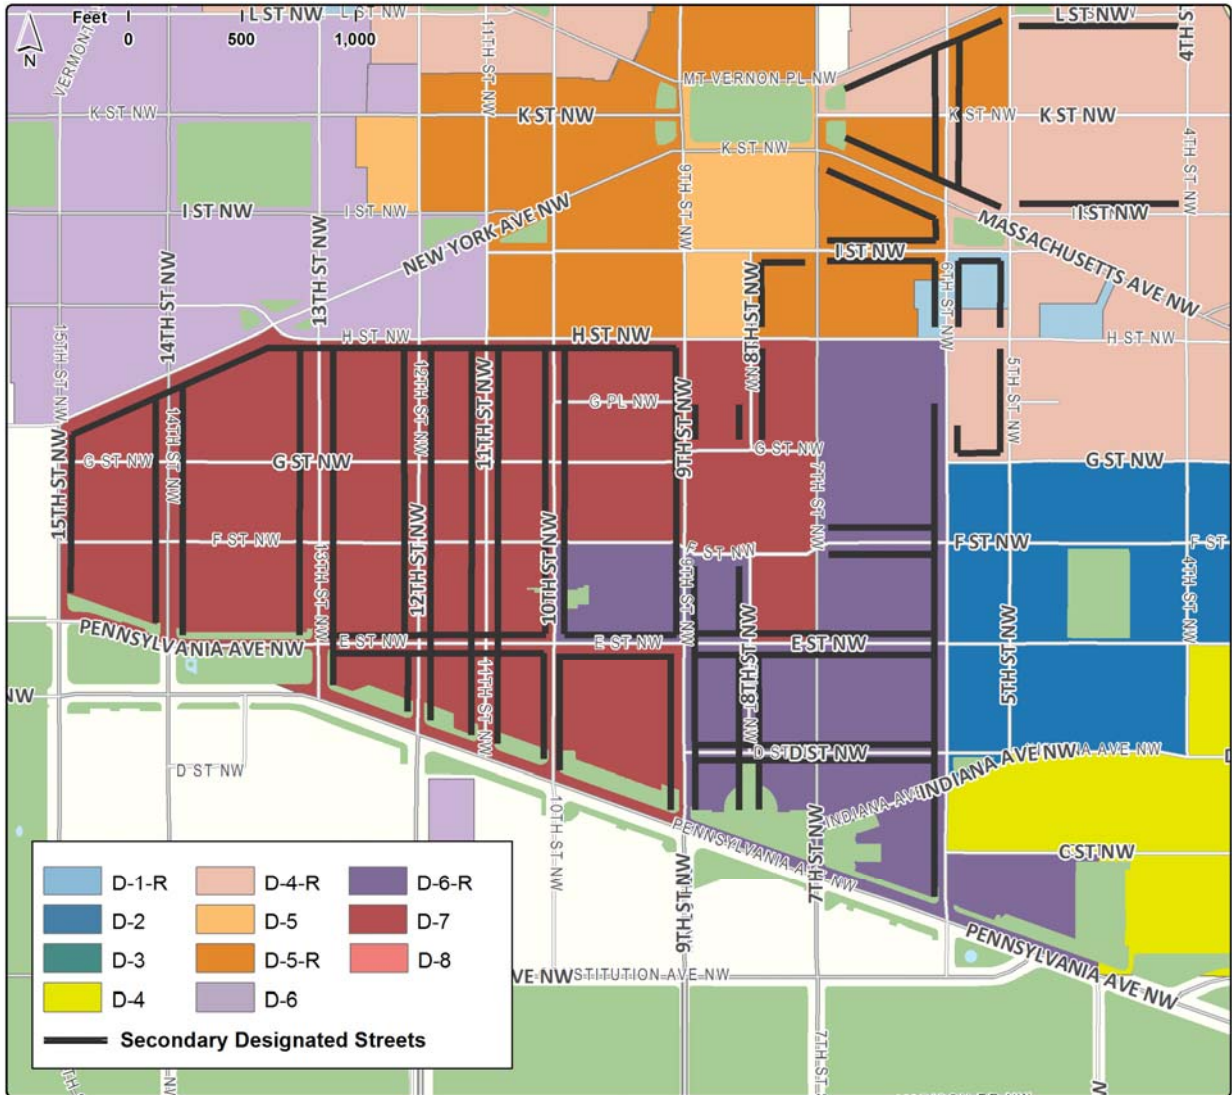 Feet
0 500 1,000
N
L ST NW
L ST NW
VERMONT
11TH ST NW
MT VERNON PL NW
4TH ST
K ST NW
K ST NW
K ST NW
K ST NW
K ST NW
4TH ST NW
9TH ST NW
I ST NW
I ST NW
I ST NW
I ST NW
NEW YORK AVE NW
MASSACHUSETTS AVE NW
13TH ST NW
14TH ST NW
15TH ST NW
8TH ST NW
6TH ST NW
H ST NW
H ST NW
H ST NW
12TH ST NW
11TH ST NW
5TH ST NW
G PL NW
14TH ST NW
9TH ST NW
15TH ST NW
G ST NW
G ST NW
G ST NW
G ST NW
7TH ST NW
F ST NW
F ST NW
F ST NW
F ST
13TH ST NW
12TH ST NW
10TH ST NW
9TH ST NW
8TH ST NW
5TH ST NW
4TH ST NW
PENNSYLVANIA AVE NW
E ST NW
E ST NW
E ST NW
11TH ST NW
NW
D ST NW
D ST NW
INDIANA AVE NW
INDIANA AVE
10TH ST NW
PENNSYLVANIA AVE NW
7TH ST NW
C ST NW
9TH ST NW
PENNSYLVANIA AVE NW
AVE NW
STITUTION AVE NW
7TH ST
D-1-R
D-4-R
D-6-R
D-2
D-5
D-7
D-3
D-5-R
D-8
D-4
D-6
Secondary Designated Streets